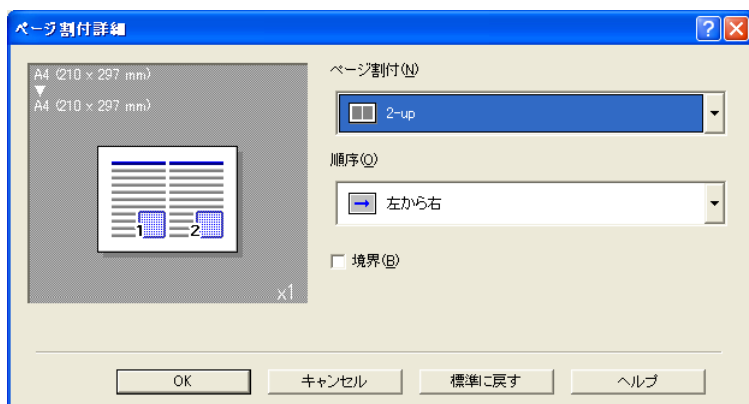 ページ割付詳細
A4 (210 × 297 mm)
A4 (210 × 297 mm)
1 2
x1
ページ割付(N)
2-up
順序(O)
左から右
境界(B)
OK キャンセル 標準に戻す ヘルプ